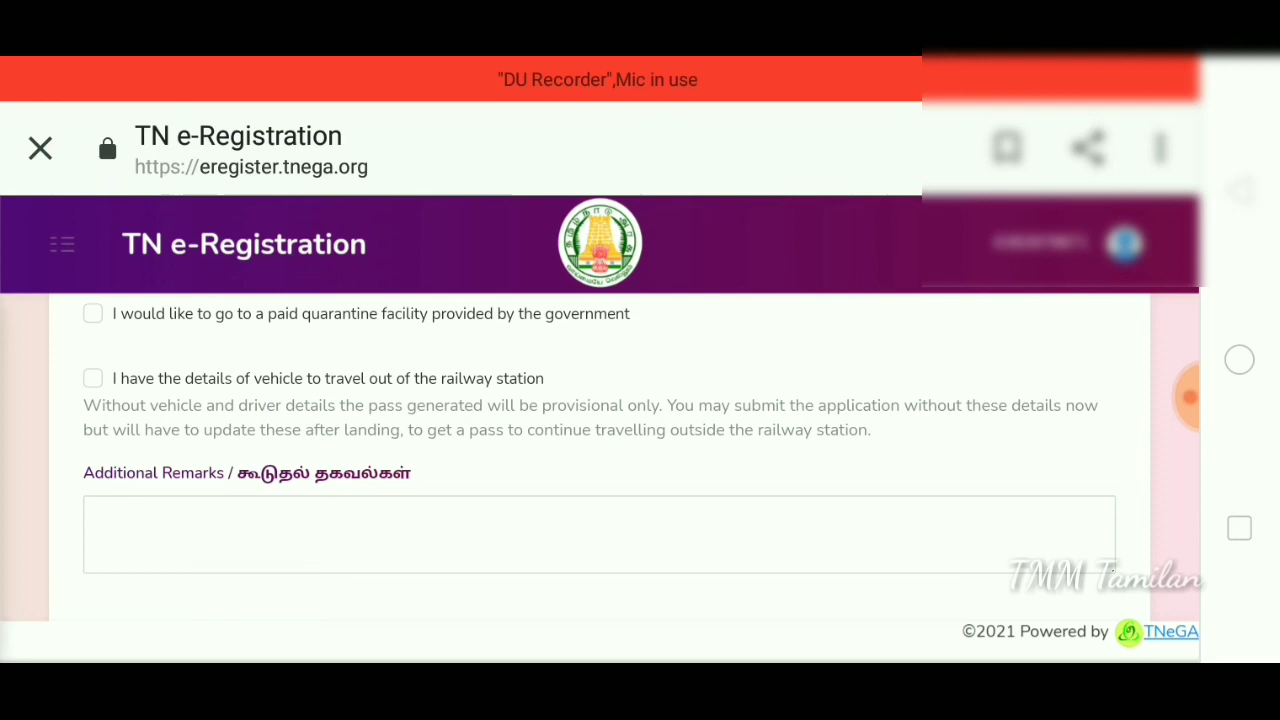 "DU Recorder",Mic in use
TN e-Registration
https://eregister.tnega.org
TN e-Registration
I would like to go to a paid quarantine facility provided by the government
I have the details of vehicle to travel out of the railway station
Without vehicle and driver details the pass generated will be provisional only. You may submit the application without these details now
but will have to update these after landing, to get a pass to continue travelling outside the railway station.
Additional Remarks / கூடுதல் தகவல்கள்
TMM Tamilan
©2021 Powered by TNeGA